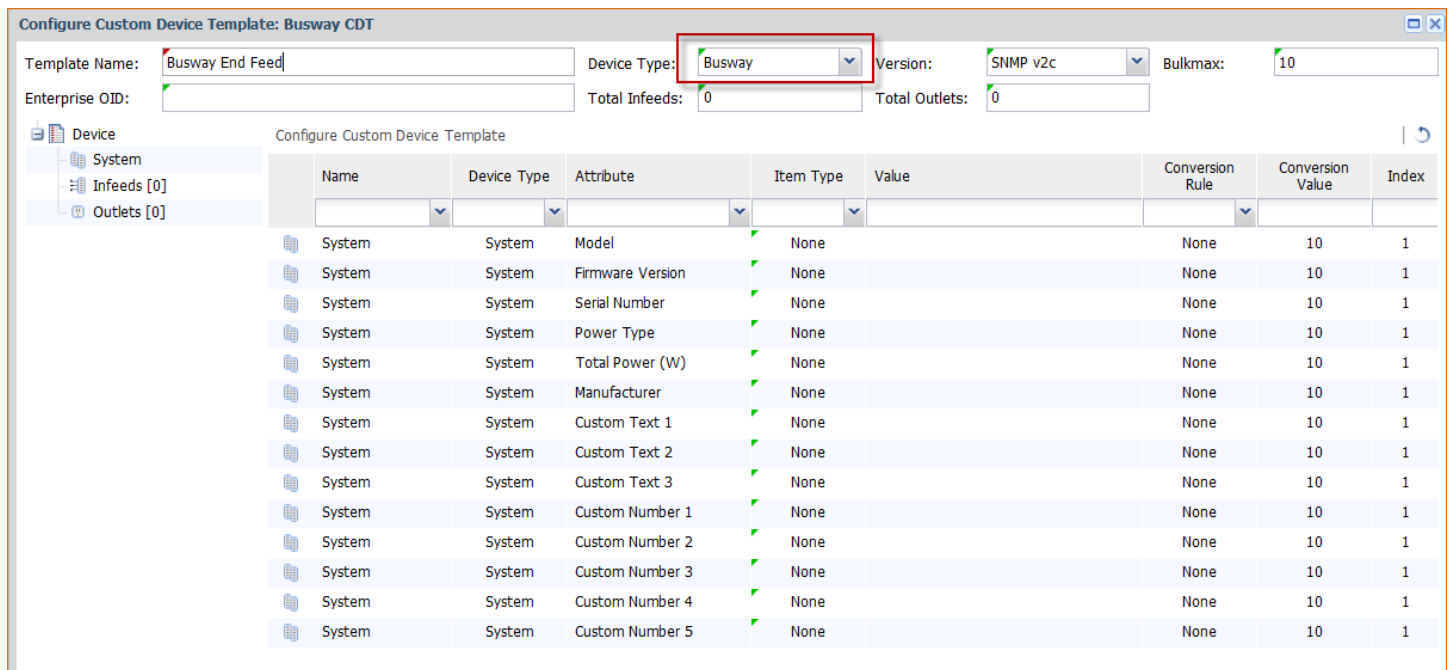 Configure Custom Device Template: Busway CDT
Template Name: Busway End Feed Device Type: Busway Version: SNMP v2c Bulkmax: 10
Enterprise OID: Total Infeeds: 0 Total Outlets: 0
Device
System
Infeeds [0]
Outlets [0]
Configure Custom Device Template
Name Device Type Attribute Item Type Value Conversion Rule Conversion Value Index
System System Model None None 10 1
System System Firmware Version None None 10 1
System System Serial Number None None 10 1
System System Power Type None None 10 1
System System Total Power (W) None None 10 1
System System Manufacturer None None 10 1
System System Custom Text 1 None None 10 1
System System Custom Text 2 None None 10 1
System System Custom Text 3 None None 10 1
System System Custom Number 1 None None 10 1
System System Custom Number 2 None None 10 1
System System Custom Number 3 None None 10 1
System System Custom Number 4 None None 10 1
System System Custom Number 5 None None 10 1